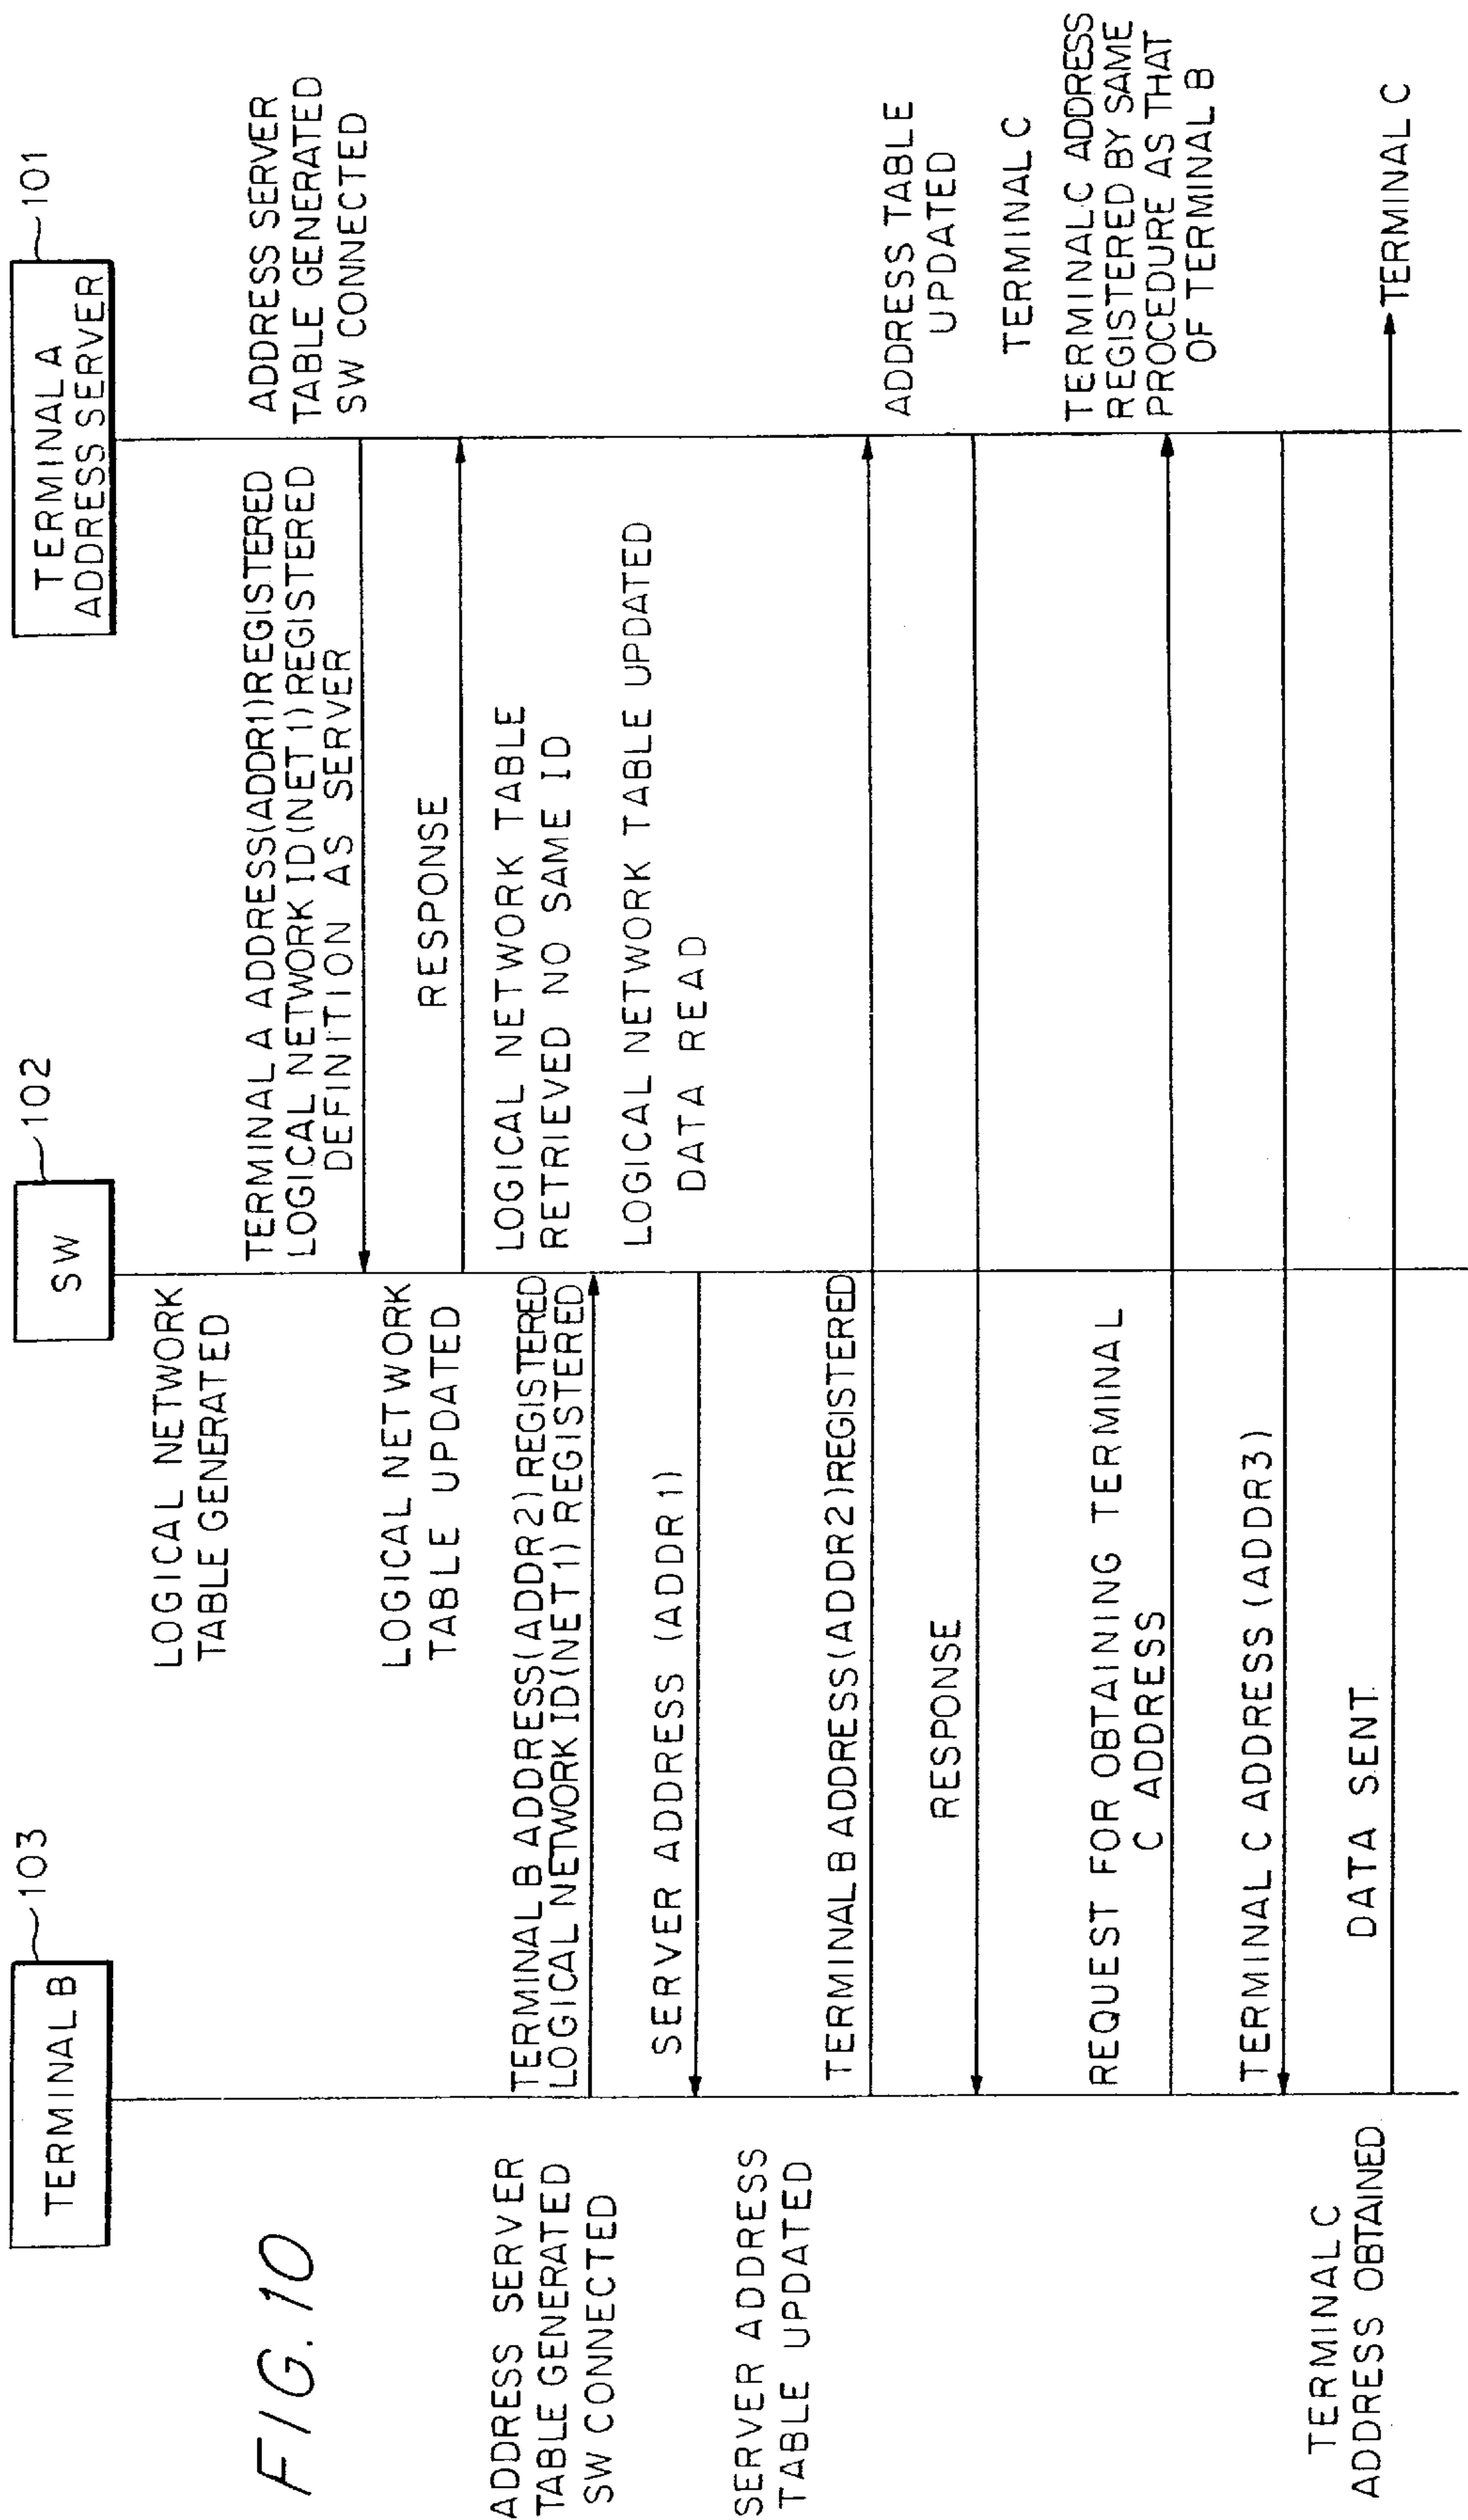 FIG. 10
TERMINAL B
103
SW
102
TERMINAL A
ADDRESS SERVER
101
LOGICAL NETWORK
TABLE GENERATED
ADDRESS SERVER
TABLE GENERATED
SW CONNECTED
TERMINAL A ADDRESS(ADDR1)REGISTERED
LOGICAL NETWORK ID(NET1)REGISTERED
DEFINITION AS SERVER
LOGICAL NETWORK
TABLE UPDATED
RESPONSE
ADDRESS SERVER
TABLE GENERATED
SW CONNECTED
TERMINAL B ADDRESS(ADDR2)REGISTERED
LOGICAL NETWORK ID(NET1)REGISTERED
LOGICAL NETWORK TABLE
RETRIEVED NO SAME ID
LOGICAL NETWORK TABLE UPDATED
DATA READ
SERVER ADDRESS (ADDR1)
SERVER ADDRESS
TABLE UPDATED
TERMINAL B ADDRESS(ADDR2)REGISTERED
ADDRESS TABLE
UPDATED
RESPONSE
TERMINAL C
TERMINAL C ADDRESS
REGISTERED BY SAME
PROCEDURE AS THAT
OF TERMINAL B
REQUEST FOR OBTAINING TERMINAL
C ADDRESS
TERMINAL C ADDRESS (ADDR3)
TERMINAL C
ADDRESS OBTAINED
DATA SENT
TERMINAL C